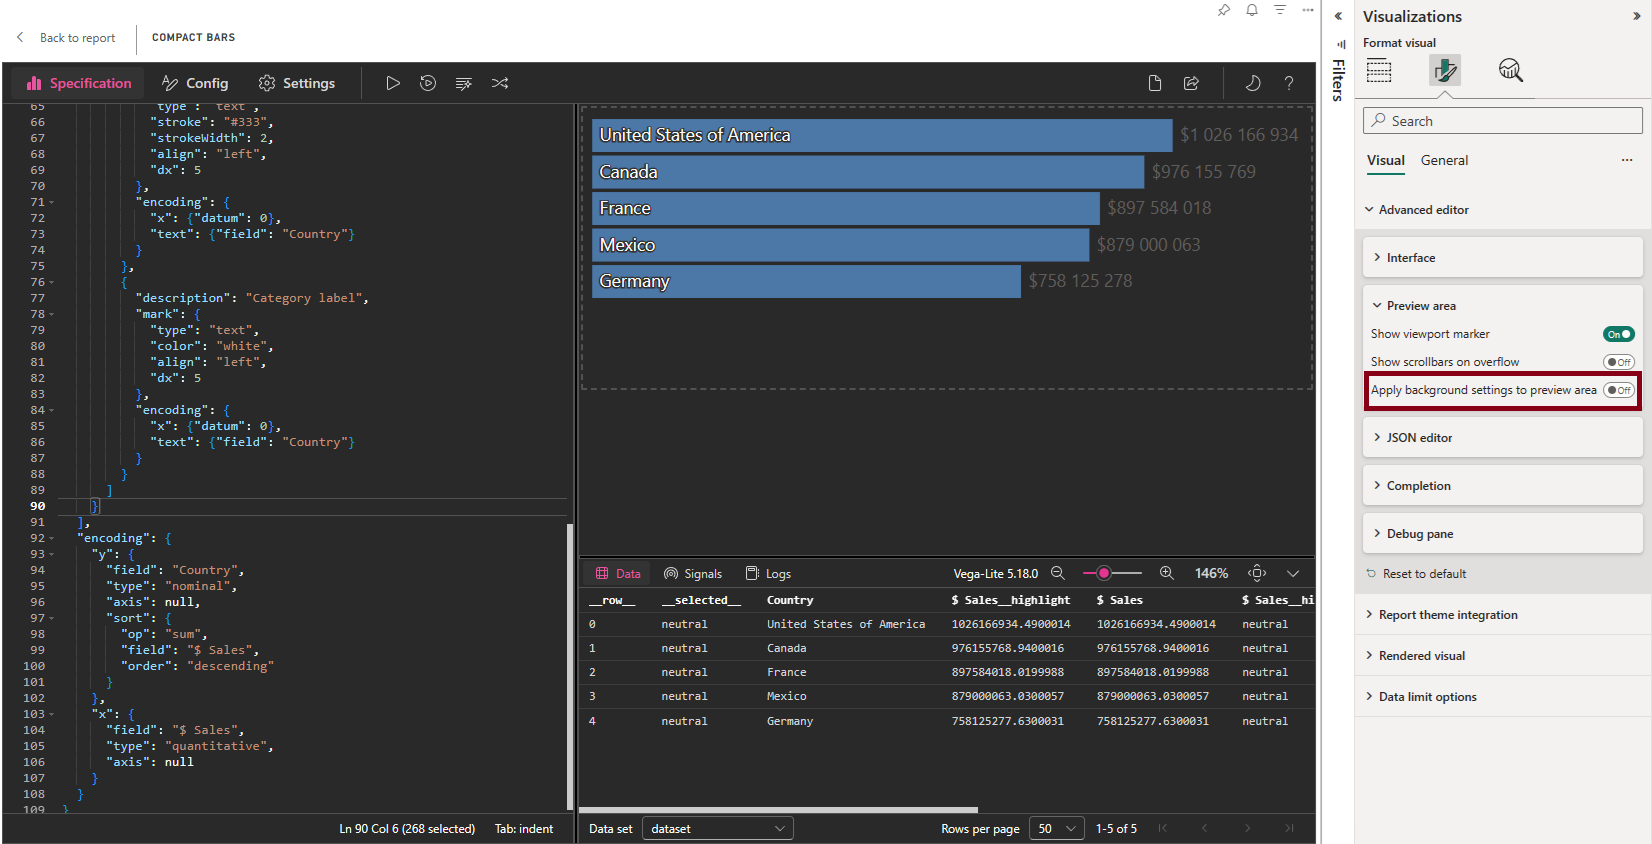 Back to report
COMPACT BARS
Specification
Config
Settings
65 "type": "text",
66 "stroke": "#333",
67 "strokeWidth": 2,
68 "align": "left",
69 "dx": 5
70 },
71 "encoding": {
72 "x": {"datum": 0},
73 "text": {"field": "Country"}
74 }
75 },
76 {
77 "description": "Category label",
78 "mark": {
79 "type": "text",
80 "color": "white",
81 "align": "left",
82 "dx": 5
83 },
84 "encoding": {
85 "x": {"datum": 0},
86 "text": {"field": "Country"}
87 }
88 }
89 ]
90 }
91 ],
92 "encoding": {
93 "y": {
94 "field": "Country",
95 "type": "nominal",
96 "axis": null,
97 "sort": {
98 "op": "sum",
99 "field": "$ Sales",
100 "order": "descending"
101 }
102 },
103 "x": {
104 "field": "$ Sales",
105 "type": "quantitative",
106 "axis": null
107 }
108 }
109 }
Ln 90 Col 6 (268 selected) Tab: indent
?
United States of America $1 026 166 934
Canada $976 155 769
France $897 584 018
Mexico $879 000 063
Germany $758 125 278
Data Signals Logs Vega-Lite 5.18.0 146%
__row__ __selected__ Country $ Sales__highlight $ Sales $ Sales__hi
0 neutral United States of America 1026166934.4900014 1026166934.4900014 neutral
1 neutral Canada 976155768.9400016 976155768.9400016 neutral
2 neutral France 897584018.0199988 897584018.0199988 neutral
3 neutral Mexico 879000063.0300057 879000063.0300057 neutral
4 neutral Germany 758125277.6300031 758125277.6300031 neutral
Data set dataset Rows per page 50 1-5 of 5
Filters
Visualizations
Format visual
Search
Visual General
Advanced editor
Interface
Preview area
Show viewport marker On
Show scrollbars on overflow Off
Apply background settings to preview area Off
JSON editor
Completion
Debug pane
Reset to default
Report theme integration
Rendered visual
Data limit options